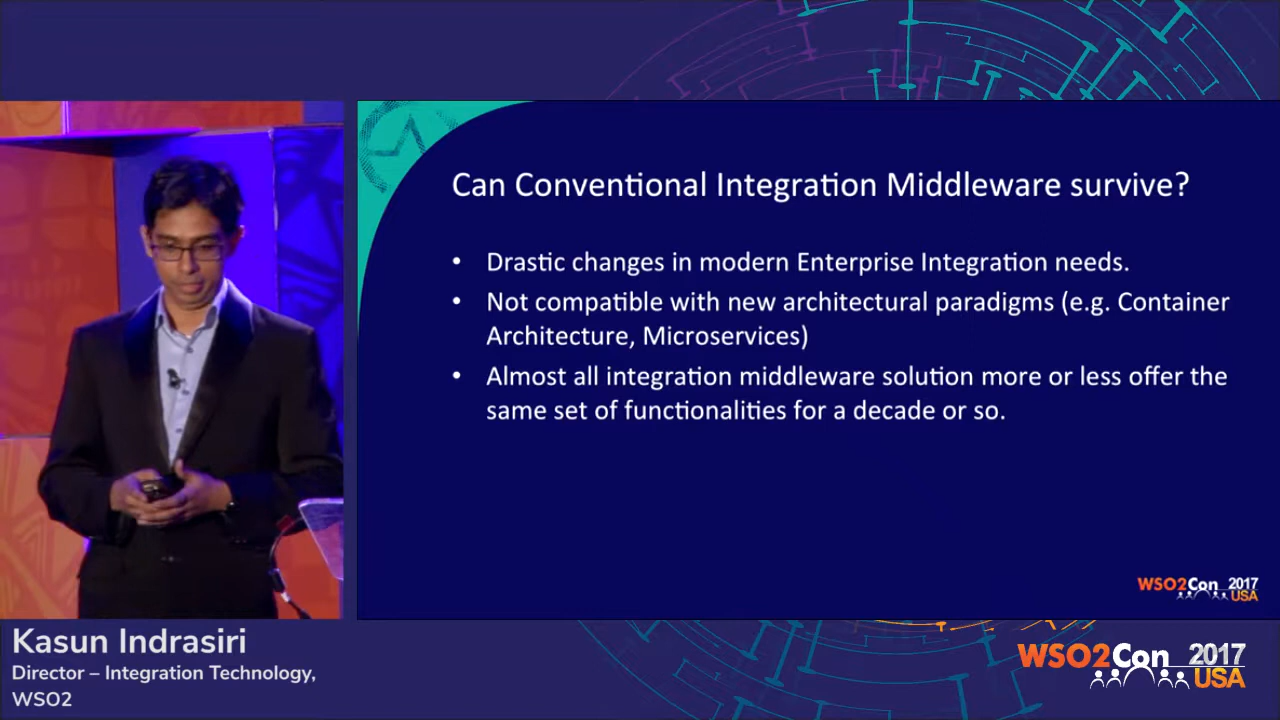 Can Conventional Integration Middleware survive?
• Drastic changes in modern Enterprise Integration needs.
• Not compatible with new architectural paradigms (e.g. Container
Architecture, Microservices)
• Almost all integration middleware solution more or less offer the
same set of functionalities for a decade or so.
WSO2Con 2017
USA
Kasun Indrasiri
Director – Integration Technology,
WSO2
WSO2Con 2017
USA